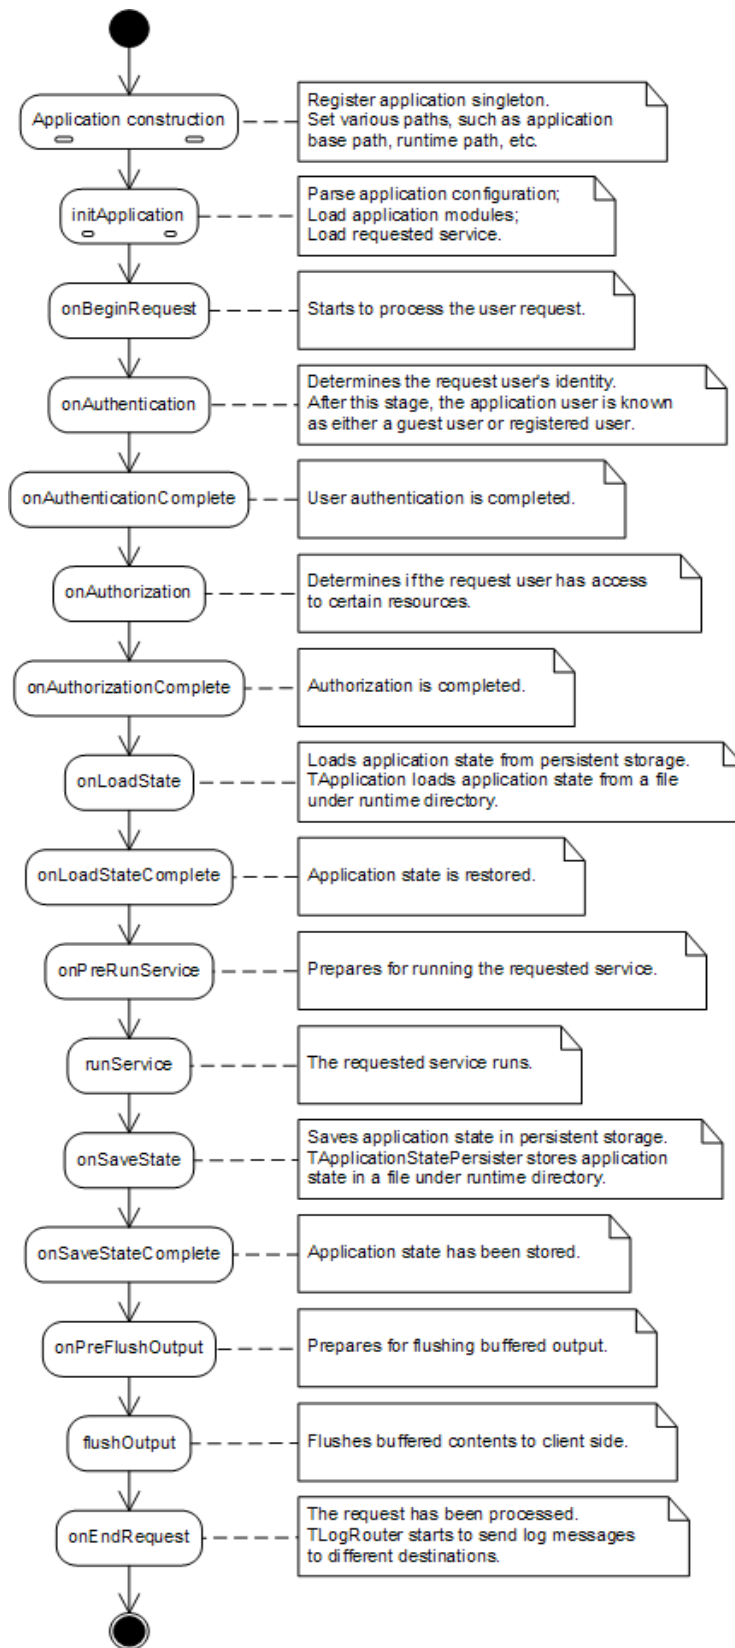 Application construction
Register application singleton.
Set various paths, such as application
base path, runtime path, etc.
initApplication
Parse application configuration;
Load application modules;
Load requested service.
onBeginRequest
Starts to process the user request.
onAuthentication
Determines the request user's identity.
After this stage, the application user is known
as either a guest user or registered user.
onAuthenticationComplete
User authentication is completed.
onAuthorization
Determines if the request user has access
to certain resources.
onAuthorizationComplete
Authorization is completed.
onLoadState
Loads application state from persistent storage.
TApplication loads application state from a file
under runtime directory.
onLoadStateComplete
Application state is restored.
onPreRunService
Prepares for running the requested service.
runService
The requested service runs.
onSaveState
Saves application state in persistent storage.
TApplicationStatePersister stores application
state in a file under runtime directory.
onSaveStateComplete
Application state has been stored.
onPreFlushOutput
Prepares for flushing buffered output.
flushOutput
Flushes buffered contents to client side.
onEndRequest
The request has been processed.
TLogRouter starts to send log messages
to different destinations.